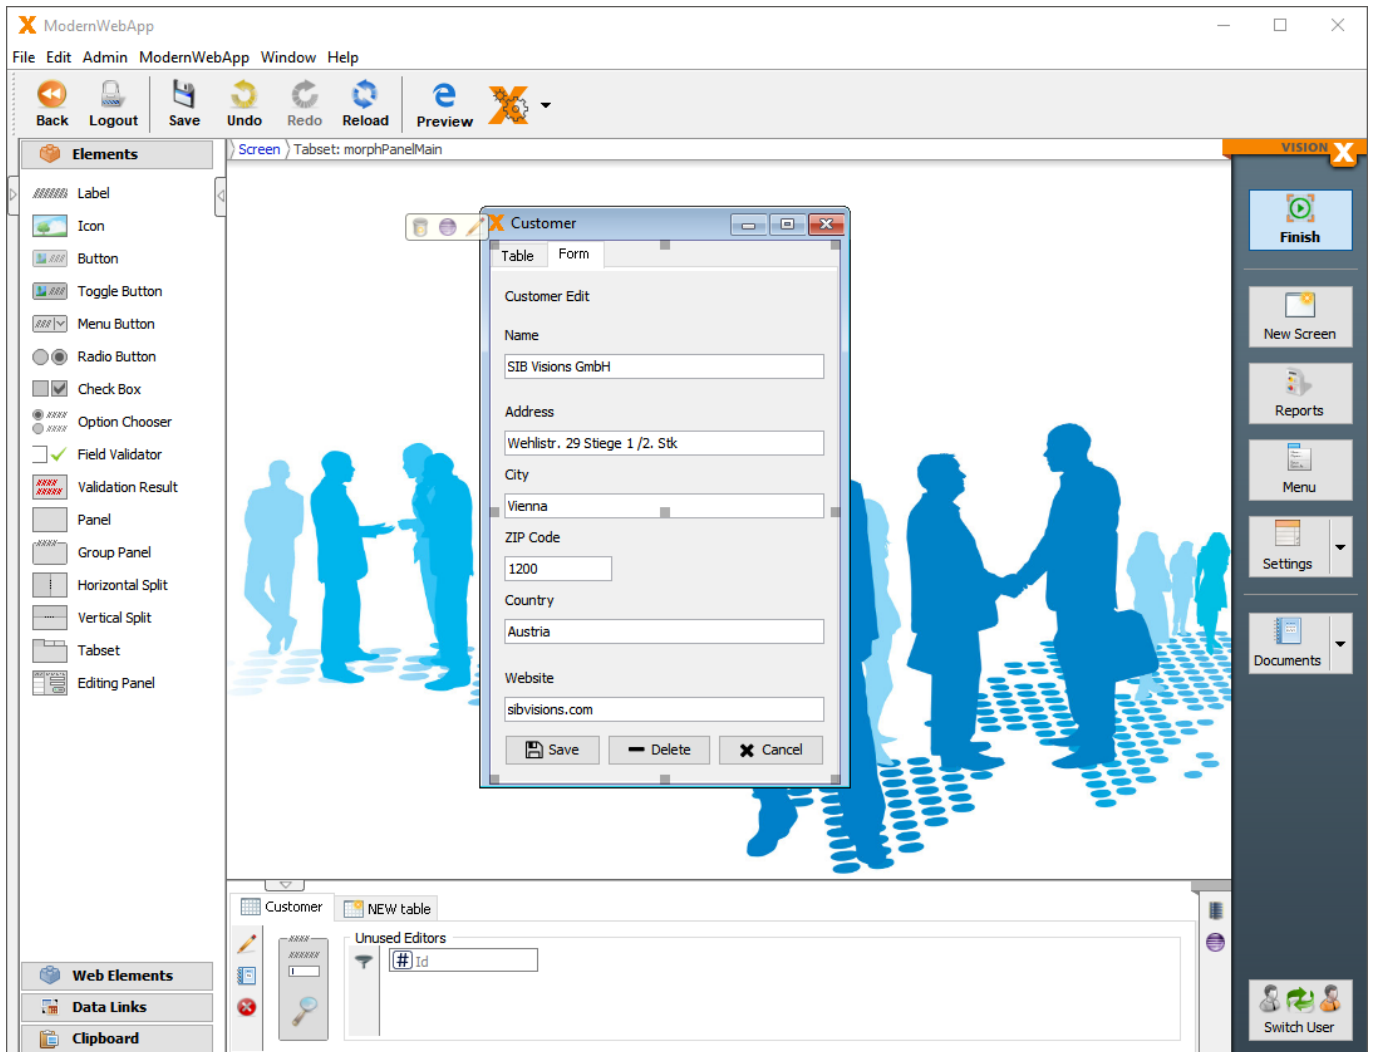 ModernWebApp
File Edit Admin ModernWebApp Window Help
Back Logout Save Undo Redo Reload Preview
Elements
Label
Icon
Button
Toggle Button
Menu Button
Radio Button
Check Box
Option Chooser
Field Validator
Validation Result
Panel
Group Panel
Horizontal Split
Vertical Split
Tabset
Editing Panel
Web Elements
Data Links
Clipboard
Screen Tabset: morphPanelMain
Customer
Table Form
Customer Edit
Name
SIB Visions GmbH
Address
Wehlistr. 29 Stiege 1 /2. Stk
City
Vienna
ZIP Code
1200
Country
Austria
Website
sibvisions.com
Save Delete Cancel
Customer NEW table
Unused Editors
# Id
VISION X
Finish
New Screen
Reports
Menu
Settings
Documents
Switch User